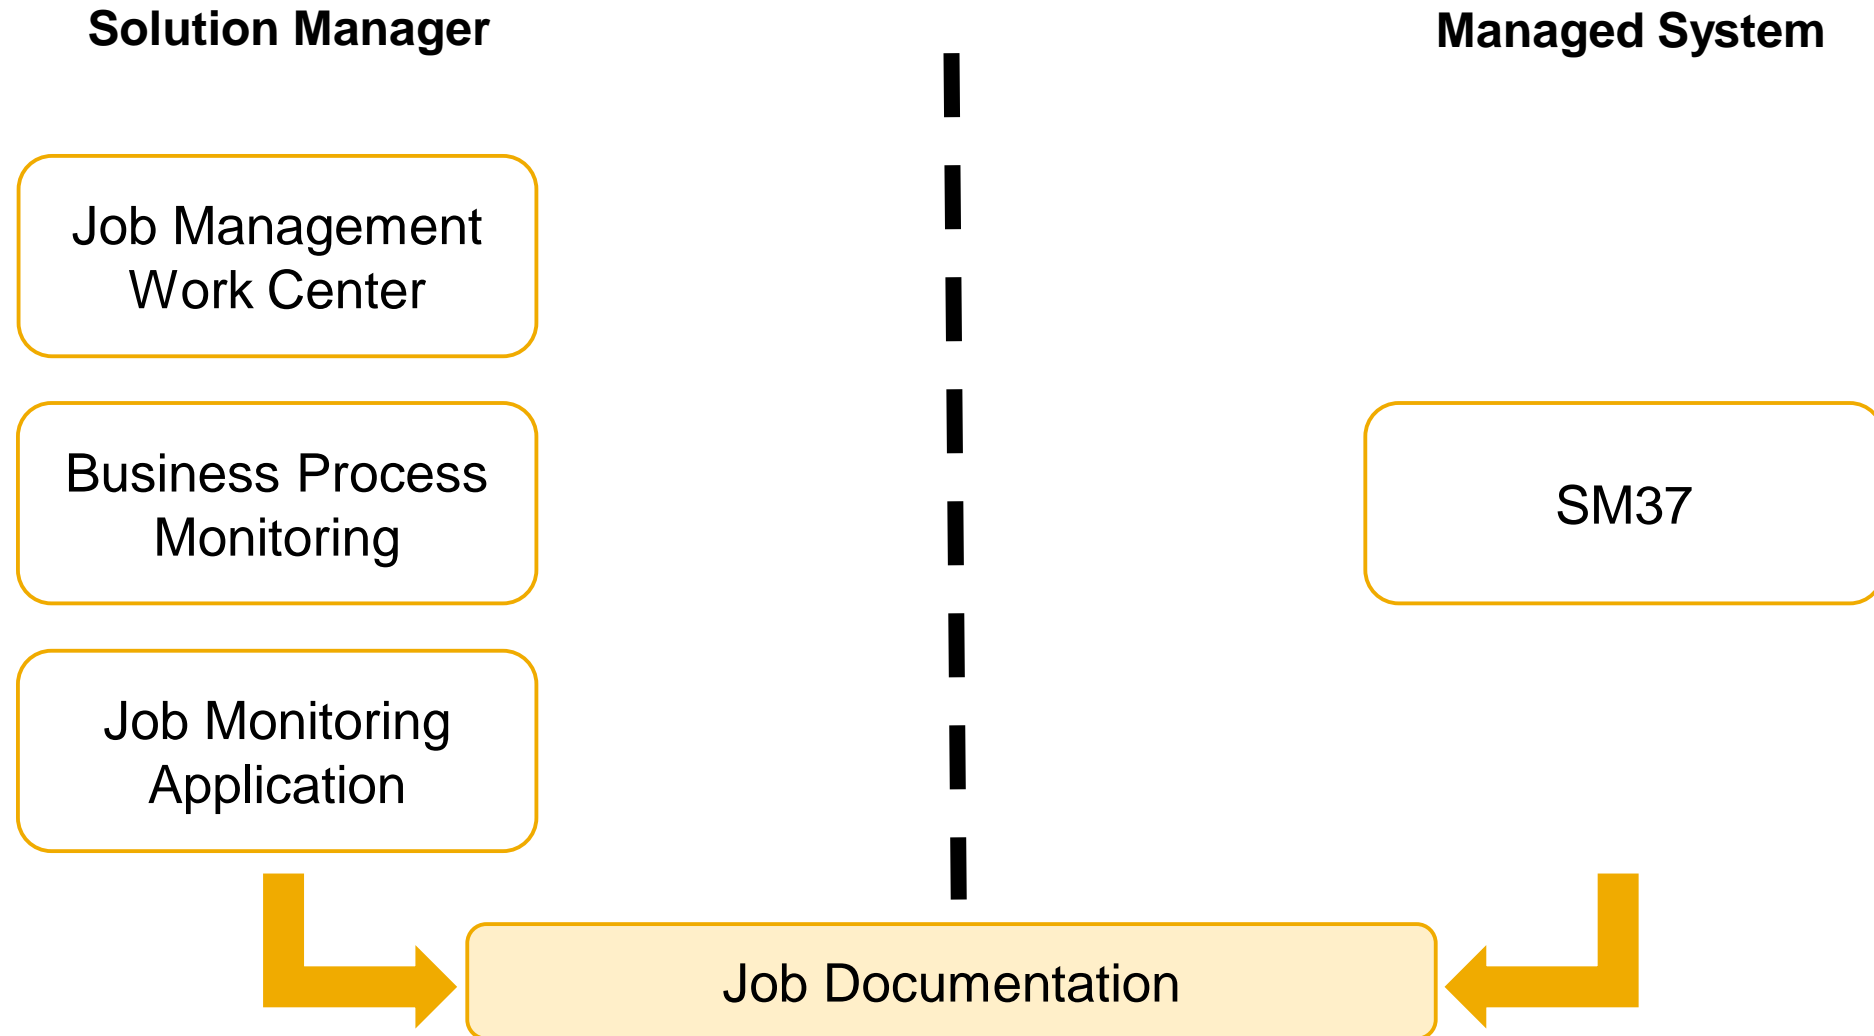 Solution Manager
Managed System
Job Management
Work Center
Business Process
Monitoring
SM37
Job Monitoring
Application
Job Documentation